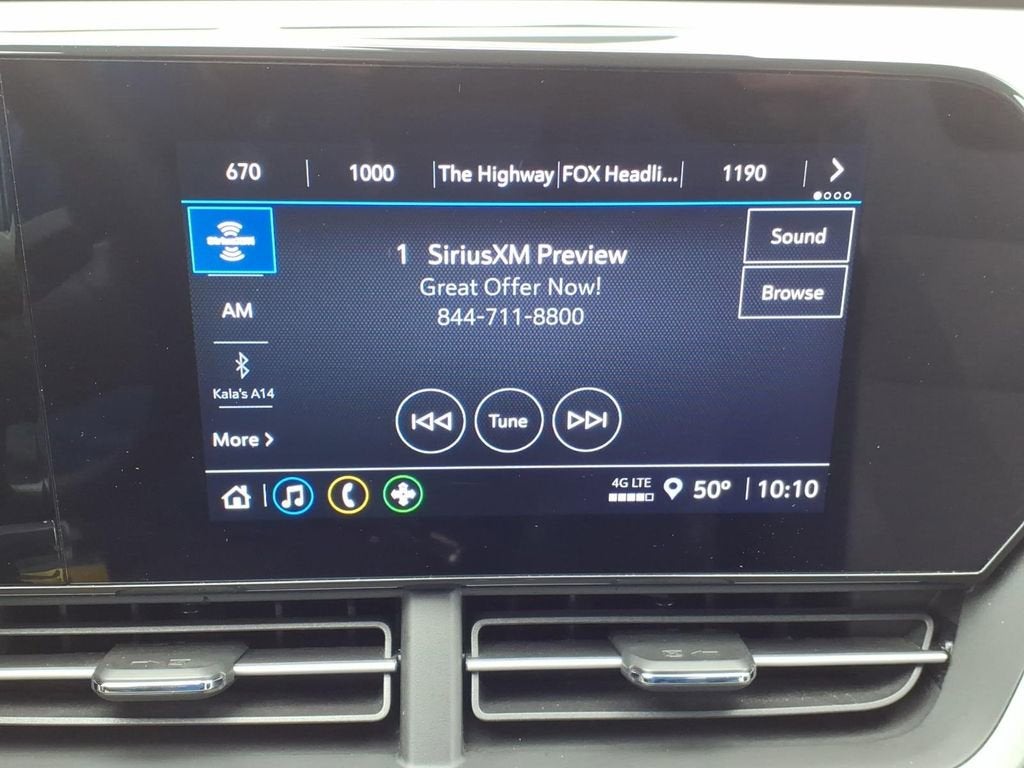 670 1000 The Highway FOX Headli... 1190 >
SiriusXM
1 SiriusXM Preview
Great Offer Now!
844-711-8800
Sound
Browse
AM
Kala's A14
More >
Tune
4G LTE
50° 10:10